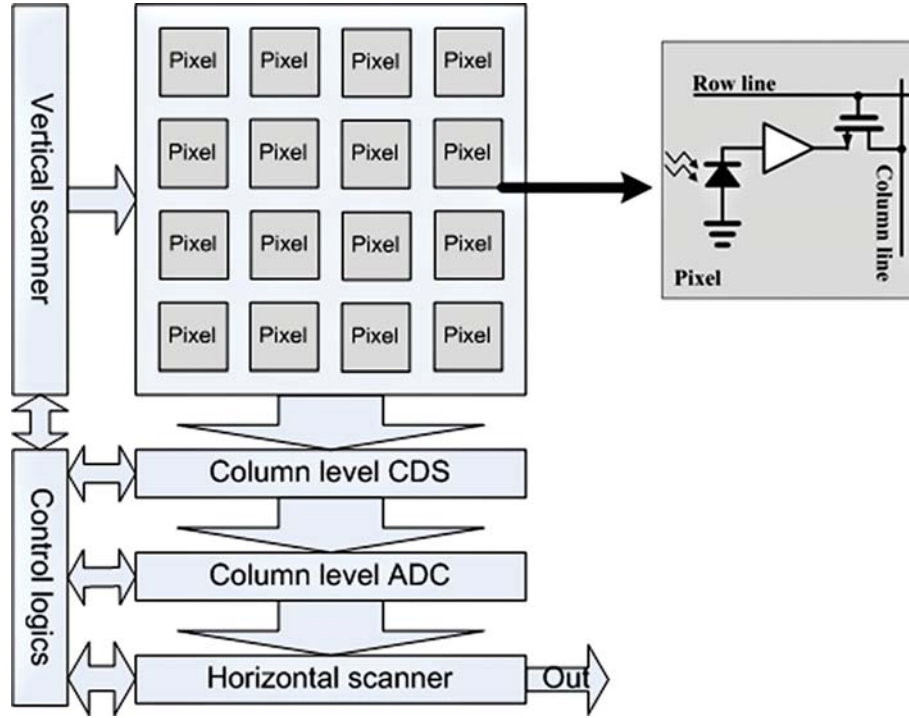 Vertical scanner
Pixel Pixel Pixel Pixel
Pixel Pixel Pixel Pixel
Pixel Pixel Pixel Pixel
Pixel Pixel Pixel Pixel
Row line
Column line
Pixel
Control logics
Column level CDS
Column level ADC
Horizontal scanner
Out